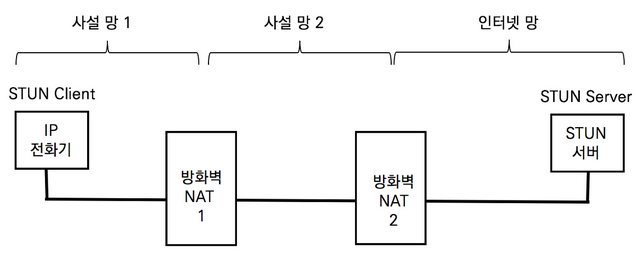 사설 망 1
사설 망 2
인터넷 망
STUN Client
STUN Server
IP
전화기
방화벽
NAT
1
방화벽
NAT
2
STUN
서버